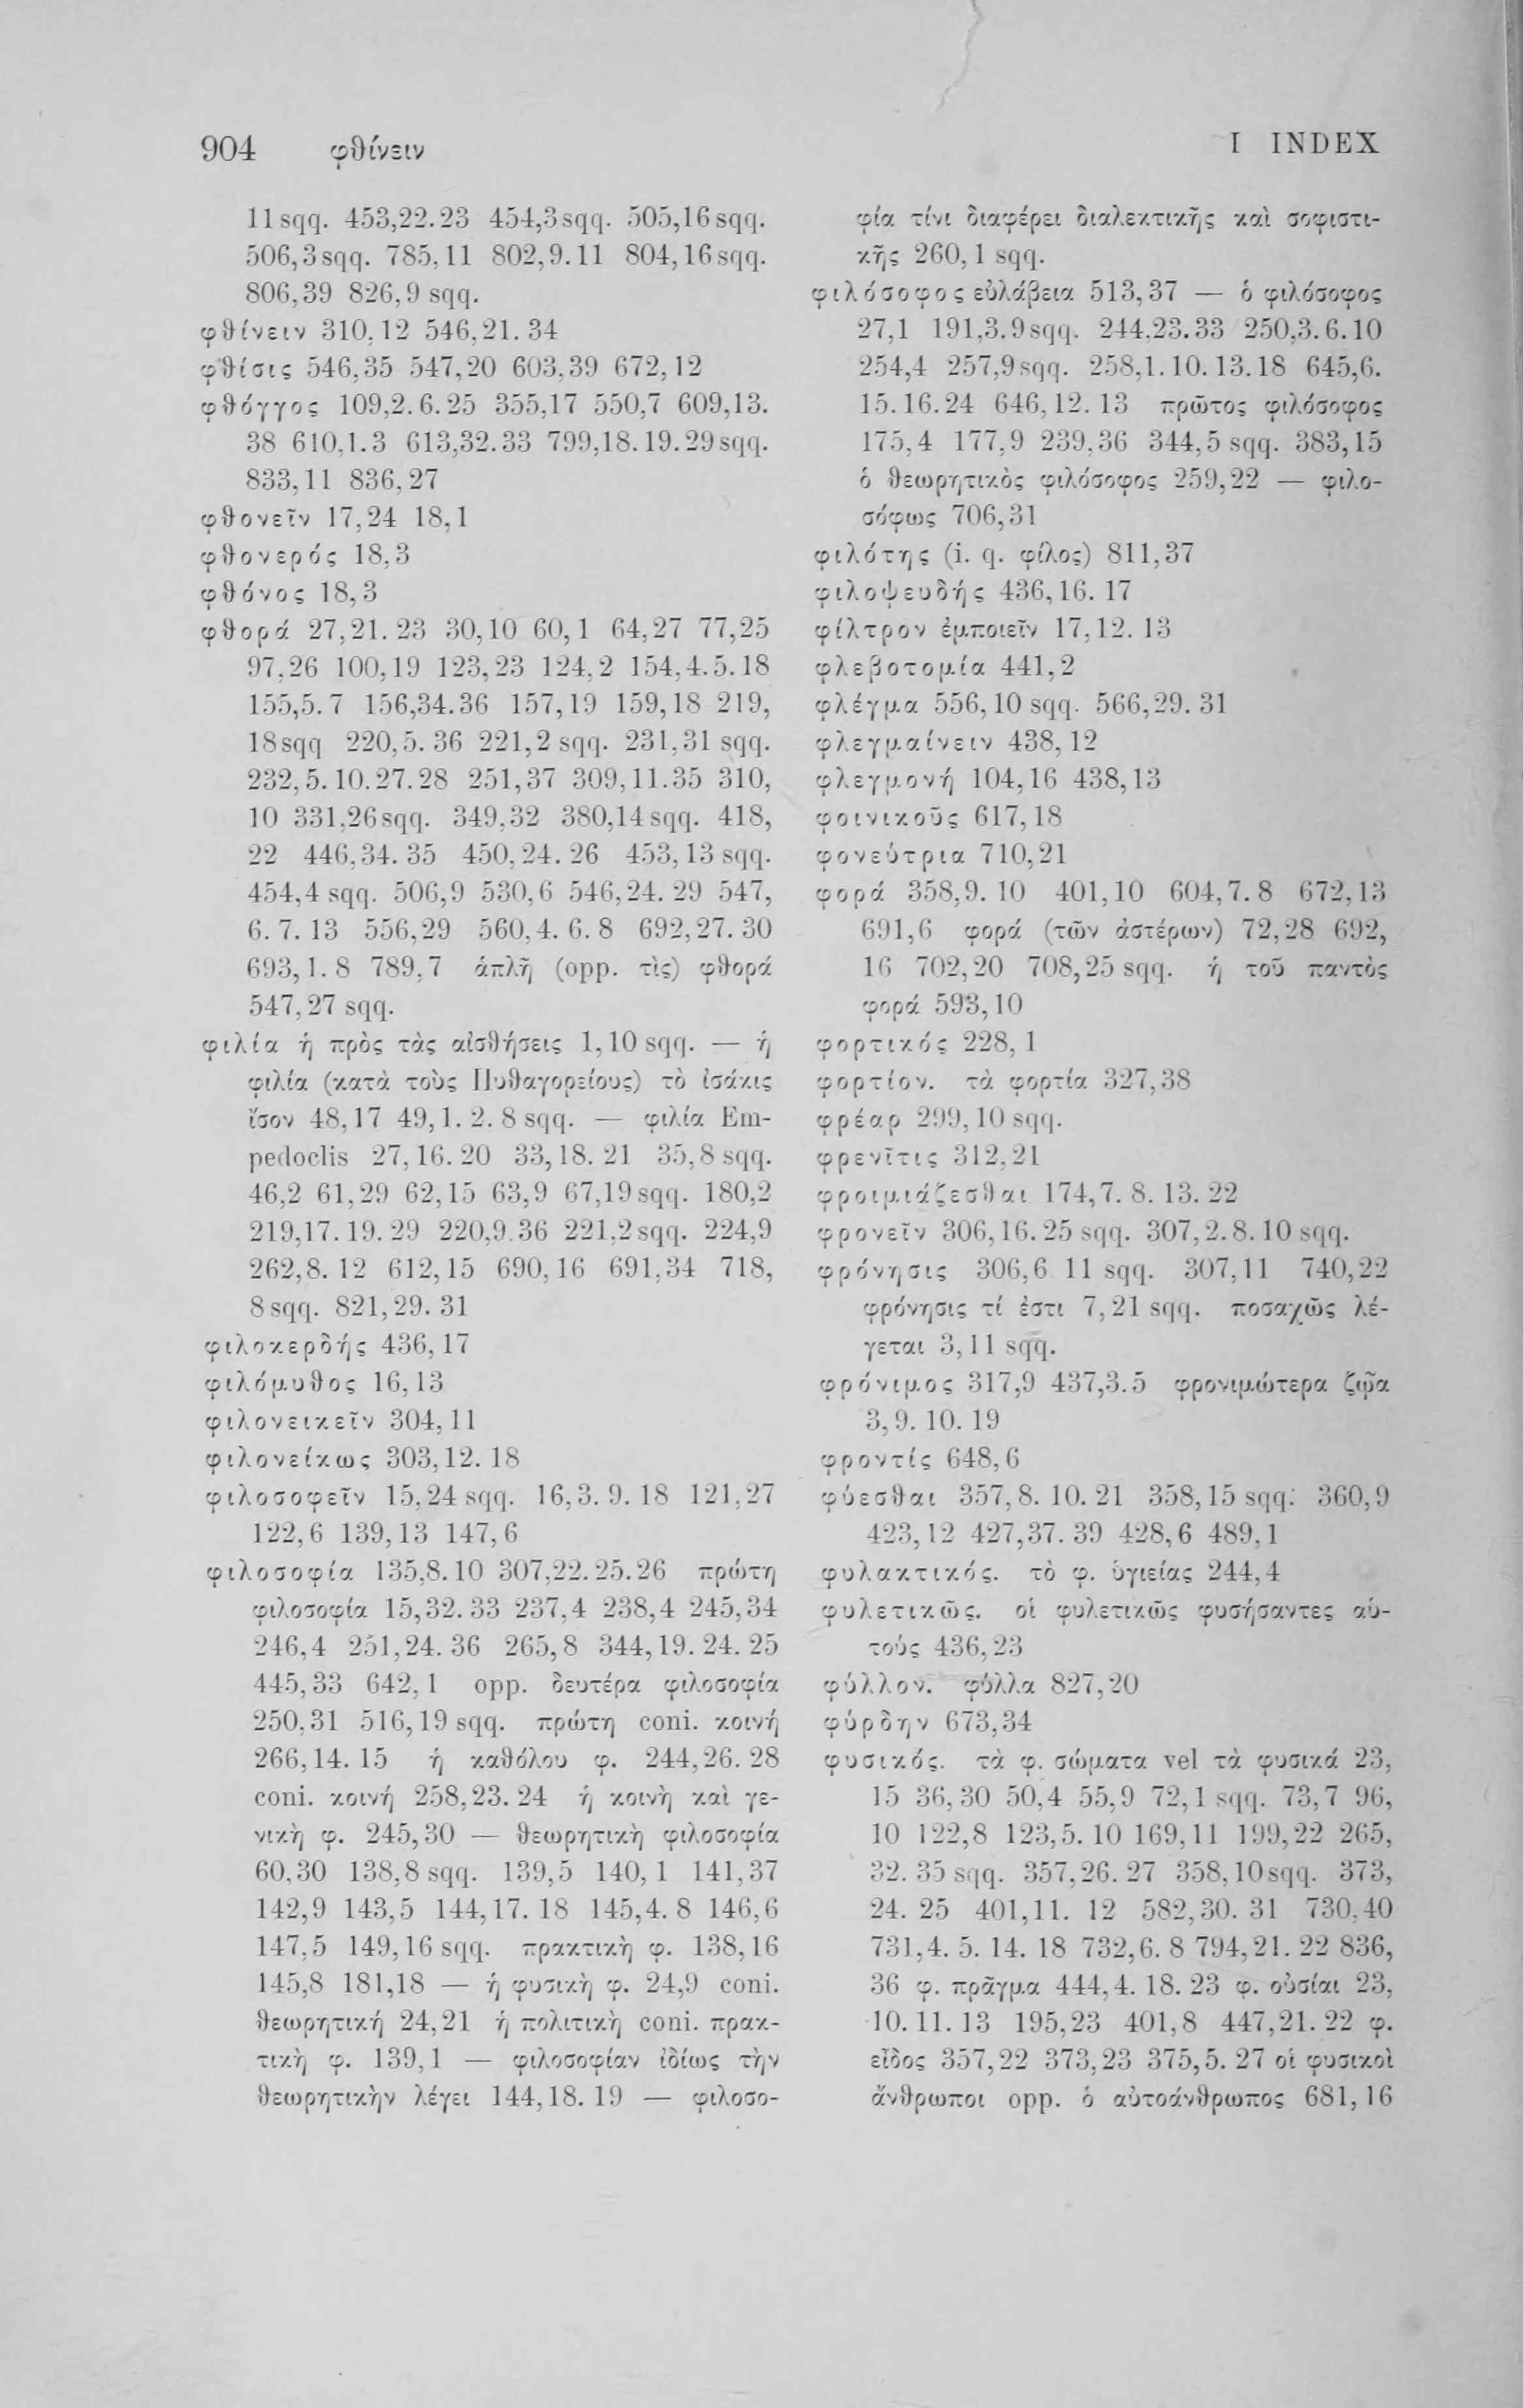 904 φθίνειν
I INDEX
11 sqq. 453,22.23 454,3 sqq. 505,16 sqq.
506,3 sqq. 785,11 802,9.11 804,16 sqq.
806,39 826,9 sqq.
φθίνειν 310,12 546,21.34
φθίσις 546,35 547,20 603,39 672,12
φθόγγος 109,2.6.25 355,17 550,7 609,13.
38 610,1.3 613,32.33 799,18.19.29 sqq.
833,11 836,27
φθονεῖν 17,24 18,1
φθονερός 18,3
φθόνος 18,3
φθορά 27,21.23 30,10 60,1 64,27 77,25
97,26 100,19 123,23 124,2 154,4.5.18
155,5.7 156,34.36 157,19 159,18 219,
18 sqq 220,5.36 221,2 sqq. 231,31 sqq.
232,5.10.27.28 251,37 309,11.35 310,
10 331,26 sqq. 349,32 380,14 sqq. 418,
22 446,34.35 450,24.26 453,13 sqq.
454,4 sqq. 506,9 530,6 546,24.29 547,
6.7.13 556,29 560,4.6.8 692,27.30
693,1.8 789,7 ἁπλῆ (opp. τὶς) φθορά
547,27 sqq.
φιλία ἡ πρὸς τὰς αἰσθήσεις 1,10 sqq. — ἡ
φιλία (κατὰ τοὺς Πυθαγορείους) τὸ ἰσάκις
ἴσον 48,17 49,1.2.8 sqq. — φιλία Em-
pedoclis 27,16.20 33,18.21 35,8 sqq.
46,2 61,29 62,15 63,9 67,19 sqq. 180,2
219,17.19.29 220,9.36 221,2 sqq. 224,9
262,8.12 612,15 690,16 691,34 718,
8 sqq. 821,29.31
φιλοκερδής 436,17
φιλόμυθος 16,13
φιλονεικεῖν 304,11
φιλονείκως 303,12.18
φιλοσοφεῖν 15,24 sqq. 16,3.9.18 121,27
122,6 139,13 147,6
φιλοσοφία 135,8.10 307,22.25.26 πρώτη
φιλοσοφία 15,32.33 237,4 238,4 245,34
246,4 251,24.36 265,8 344,19.24.25
445,33 642,1 opp. δευτέρα φιλοσοφία
250,31 516,19 sqq. πρώτη coni. κοινή
266,14.15 ἡ καθόλου φ. 244,26.28
coni. κοινή 258,23.24 ἡ κοινὴ καὶ γε-
νικὴ φ. 245,30 — θεωρητικὴ φιλοσοφία
60,30 138,8 sqq. 139,5 140,1 141,37
142,9 143,5 144,17.18 145,4.8 146,6
147,5 149,16 sqq. πρακτικὴ φ. 138,16
145,8 181,18 — ἡ φυσικὴ φ. 24,9 coni.
θεωρητική 24,21 ἡ πολιτικὴ coni. πρακ-
τικὴ φ. 139,1 — φιλοσοφίαν ἰδίως τὴν
θεωρητικὴν λέγει 144,18.19 — φιλοσο-
φία τίνι διαφέρει διαλεκτικῆς καὶ σοφιστι-
κῆς 260,1 sqq.
φιλόσοφος εὐλάβεια 513,37 — ὁ φιλόσοφος
27,1 191,3.9 sqq. 244,23.33 250,3.6.10
254,4 257,9 sqq. 258,1.10.13.18 645,6.
15.16.24 646,12.13 πρῶτος φιλόσοφος
175,4 177,9 239,36 344,5 sqq. 383,15
ὁ θεωρητικὸς φιλόσοφος 259,22 — φιλο-
σόφως 706,31
φιλότης (i. q. φίλος) 811,37
φιλοψευδής 436,16.17
φίλτρον ἐμποιεῖν 17,12.13
φλεβοτομία 441,2
φλέγμα 556,10 sqq. 566,29.31
φλεγμαίνειν 438,12
φλεγμονή 104,16 438,13
φοινικοῦς 617,18
φονεύτρια 710,21
φορά 358,9.10 401,10 604,7.8 672,13
691,6 φορά (τῶν ἀστέρων) 72,28 692,
16 702,20 708,25 sqq. ἡ τοῦ παντὸς
φορά 593,10
φορτικός 228,1
φορτίον. τὰ φορτία 327,38
φρέαρ 299,10 sqq.
φρενῖτις 312,21
φροιμιάζεσθαι 174,7.8.13.22
φρονεῖν 306,16.25 sqq. 307,2.8.10 sqq.
φρόνησις 306,6 11 sqq. 307,11 740,22
φρόνησις τί ἐστι 7,21 sqq. ποσαχῶς λέ-
γεται 3,11 sqq.
φρόνιμος 317,9 437,3.5 φρονιμώτερα ζῷα
3,9.10.19
φροντίς 648,6
φύεσθαι 357,8.10.21 358,15 sqq. 360,9
423,12 427,37.39 428,6 489,1
φυλακτικός. τὸ φ. ὑγιείας 244,4
φυλετικῶς. οἱ φυλετικῶς φυσήσαντες αὑ-
τούς 436,23
φύλλον. φύλλα 827,20
φύρδην 673,34
φυσικός. τὰ φ. σώματα vel τὰ φυσικά 23,
15 36,30 50,4 55,9 72,1 sqq. 73,7 96,
10 122,8 123,5.10 169,11 199,22 265,
32.35 sqq. 357,26.27 358,10 sqq. 373,
24.25 401,11.12 582,30.31 730,40
731,4.5.14.18 732,6.8 794,21.22 836,
36 φ. πρᾶγμα 444,4.18.23 φ. οὐσίαι 23,
10.11.13 195,23 401,8 447,21.22 φ.
εἶδος 357,22 373,23 375,5.27 οἱ φυσικοὶ
ἄνθρωποι opp. ὁ αὐτοάνθρωπος 681,16